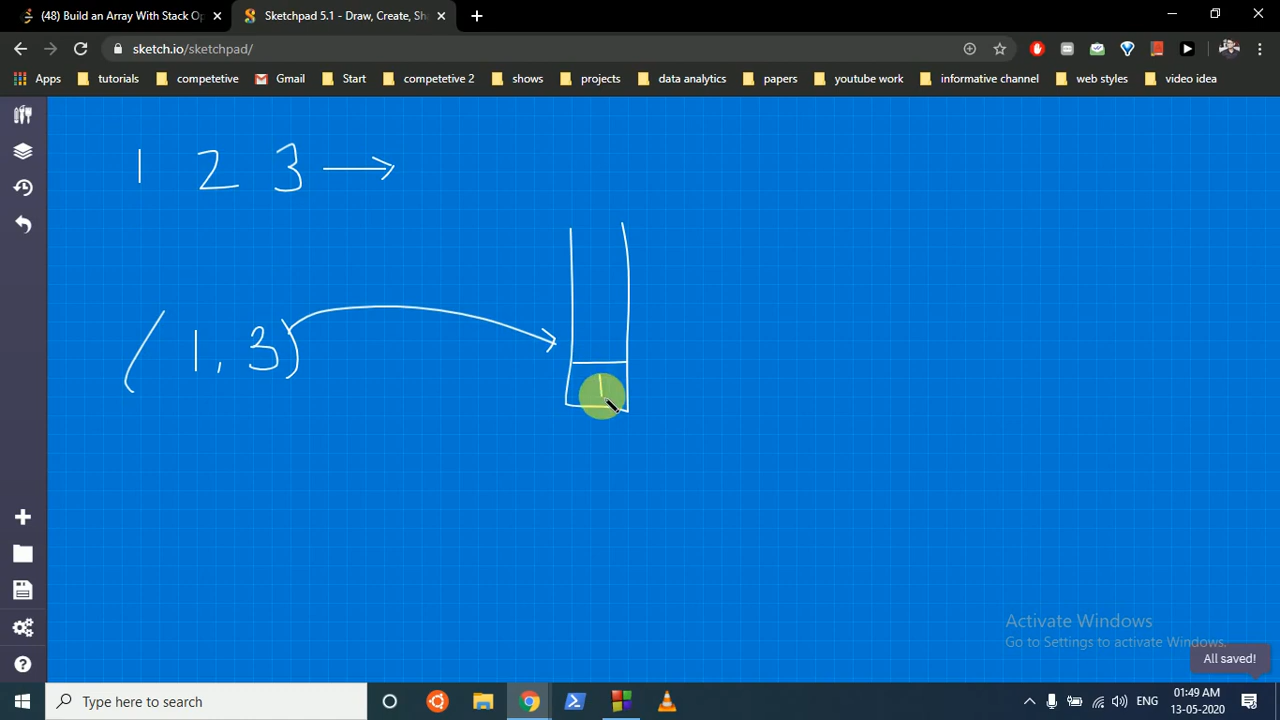 (48) Build an Array With Stack Op
Sketchpad 5.1 - Draw, Create, Sha
sketch.io/sketchpad/
Apps tutorials competetive Gmail Start competetive 2 shows projects data analytics papers youtube work informative channel web styles video idea
1 2 3 →
(1, 3)
1
Activate Windows
Go to Settings to activate Windows.
All saved!
Type here to search
ENG
01:49 AM
13-05-2020